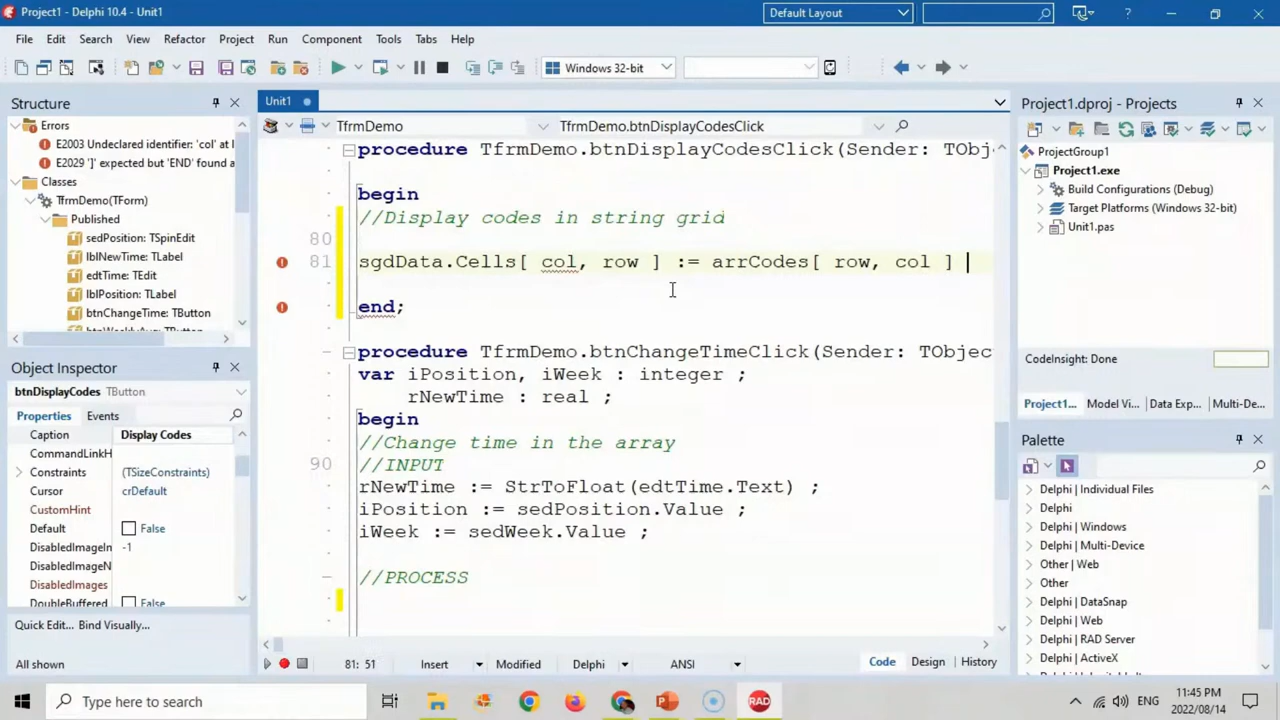 Project1 - Delphi 10.4 - Unit1
Default Layout
File Edit Search View Refactor Project Run Component Tools Tabs Help
Windows 32-bit
Structure
Errors
E2003 Undeclared identifier: 'col' at l
E2029 ']' expected but 'END' found a
Classes
TfrmDemo(TForm)
Published
sedPosition: TSpinEdit
lblNewTime: TLabel
edtTime: TEdit
lblPosition: TLabel
btnChangeTime: TButton
Object Inspector
btnDisplayCodes TButton
Properties Events
Caption Display Codes
CommandLinkH
Constraints (TSizeConstraints)
Cursor crDefault
CustomHint
Default False
DisabledImageIn -1
DisabledImageN
DisabledImages
DoubleBuffered False
Quick Edit... Bind Visually...
All shown
Unit1
TfrmDemo TfrmDemo.btnDisplayCodesClick
procedure TfrmDemo.btnDisplayCodesClick(Sender: TObj
begin
//Display codes in string grid
80
81 sgdData.Cells[ col, row ] := arrCodes[ row, col ]
end;
procedure TfrmDemo.btnChangeTimeClick(Sender: TObjec
var iPosition, iWeek : integer ;
rNewTime : real ;
begin
//Change time in the array
90 //INPUT
rNewTime := StrToFloat(edtTime.Text) ;
iPosition := sedPosition.Value ;
iWeek := sedWeek.Value ;
//PROCESS
81: 51 Insert Modified Delphi ANSI Code Design History
Project1.dproj - Projects
ProjectGroup1
Project1.exe
Build Configurations (Debug)
Target Platforms (Windows 32-bit)
Unit1.pas
CodeInsight: Done
Project1... Model Vi... Data Exp... Multi-De...
Palette
Delphi | Individual Files
Delphi
Delphi | Windows
Delphi | Multi-Device
Other | Web
Other
Delphi | DataSnap
Delphi | Web
RAD Server
Delphi | ActiveX
Type here to search
RAD
ENG
11:45 PM
2022/08/14